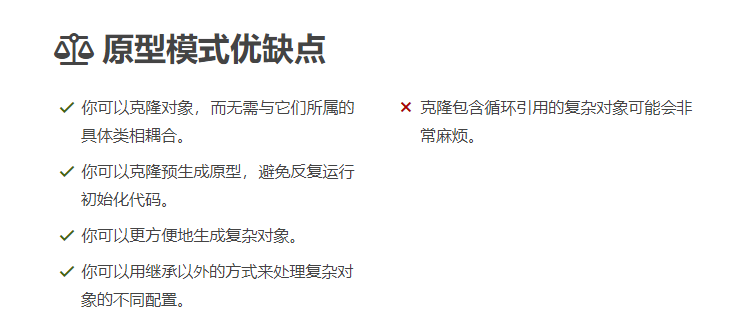 原型模式优缺点
你可以克隆对象，而无需与它们所属的
具体类相耦合。
你可以克隆预生成原型，避免反复运行
初始化代码。
你可以更方便地生成复杂对象。
你可以用继承以外的方式来处理复杂对
象的不同配置。
克隆包含循环引用的复杂对象可能会非
常麻烦。